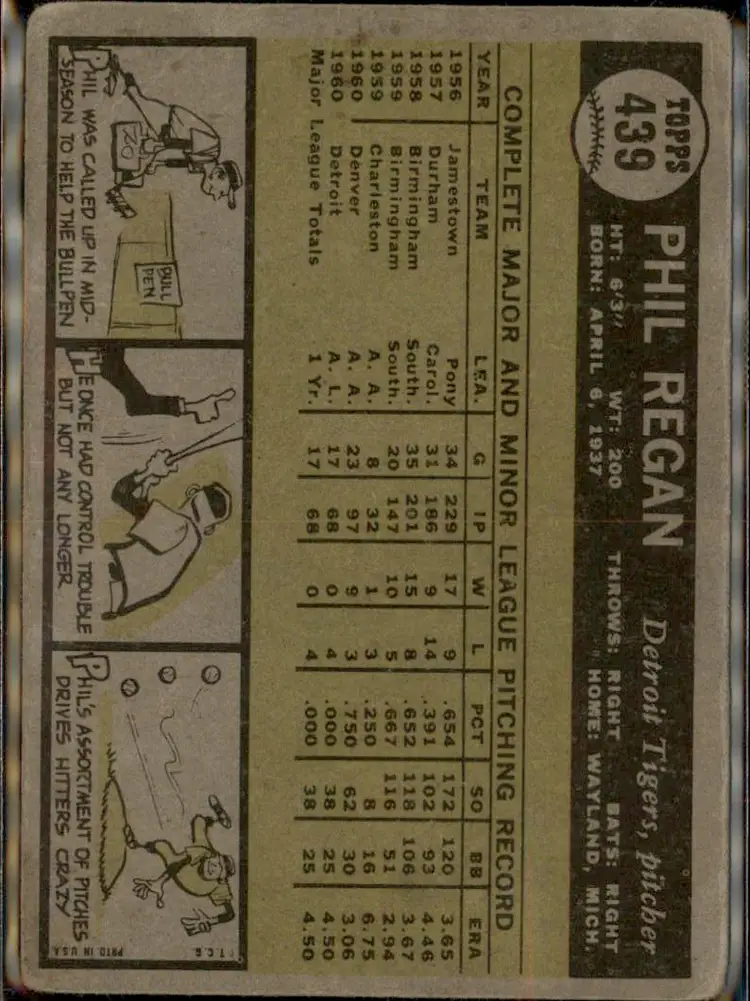 TOPPS
439
PHIL REGAN Detroit Tigers, pitcher
HT: 6'3" WT: 200 THROWS: RIGHT BATS: RIGHT
BORN: APRIL 6, 1937 HOME: WAYLAND, MICH.
COMPLETE MAJOR AND MINOR LEAGUE PITCHING RECORD
YEAR TEAM LEA. G IP W L PCT SO BB ERA
1956 Jamestown Pony 34 229 17 9 .654 172 120 3.65
1957 Durham Carol. 31 186 9 14 .391 102 93 4.46
1958 Birmingham South. 35 201 15 8 .652 118 106 3.67
1959 Birmingham South. 20 147 10 5 .667 116 51 2.94
1959 Charleston A. A. 8 32 1 3 .250 8 16 6.75
1960 Denver A. A. 23 97 9 3 .750 62 30 3.06
1960 Detroit A. L. 17 68 0 4 .000 38 25 4.50
Major League Totals 1 Yr. 17 68 0 4 .000 38 25 4.50
BULL
PEN
PHIL WAS CALLED UP IN MID-
SEASON TO HELP THE BULLPEN
HE ONCE HAD CONTROL TROUBLE
BUT NOT ANY LONGER
PHIL'S ASSORTMENT OF PITCHES
DRIVES HITTERS CRAZY
T.C.G. PRTD IN U.S.A.